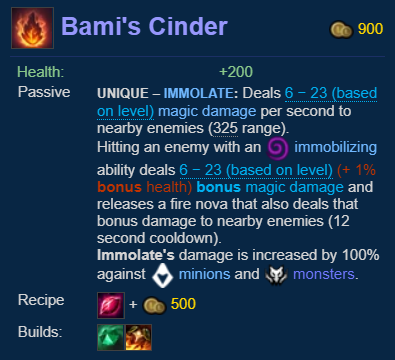 Bami's Cinder
900
Health: +200
Passive UNIQUE – IMMOLATE: Deals 6 − 23 (based
on level) magic damage per second to
nearby enemies (325 range).
Hitting an enemy with an immobilizing
ability deals 6 − 23 (based on level) (+ 1%
bonus health) bonus magic damage and
releases a fire nova that also deals that
bonus damage to nearby enemies (12
second cooldown).
Immolate's damage is increased by 100%
against minions and monsters.
Recipe + 500
Builds: